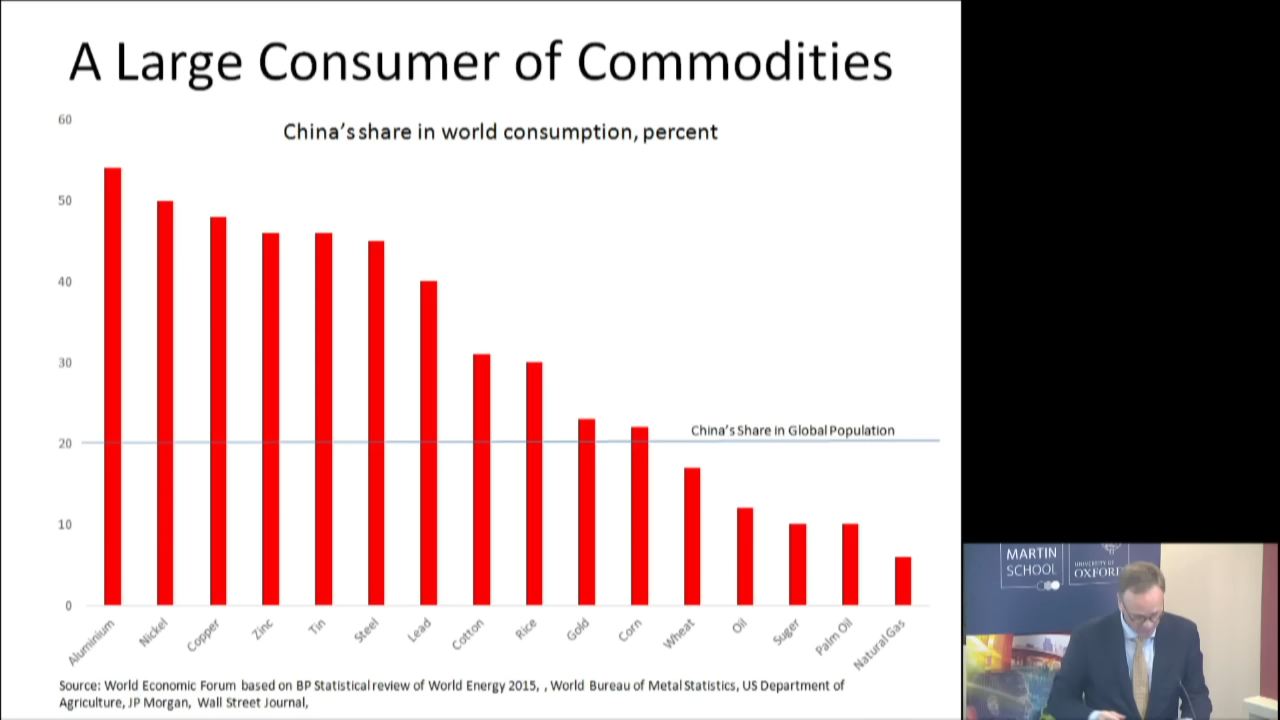 A Large Consumer of Commodities
China's share in world consumption, percent
60
50
40
30
20
10
0
China's Share in Global Population
Aluminium
Nickel
Copper
Zinc
Tin
Steel
Lead
Cotton
Rice
Gold
Corn
Wheat
Oil
Suger
Palm Oil
Natural Gas
Source: World Economic Forum based on BP Statistical review of World Energy 2015, , World Bureau of Metal Statistics, US Department of
Agriculture, JP Morgan, Wall Street Journal,
MARTIN
SCHOOL
UNIVERSITY OF
OXFORD